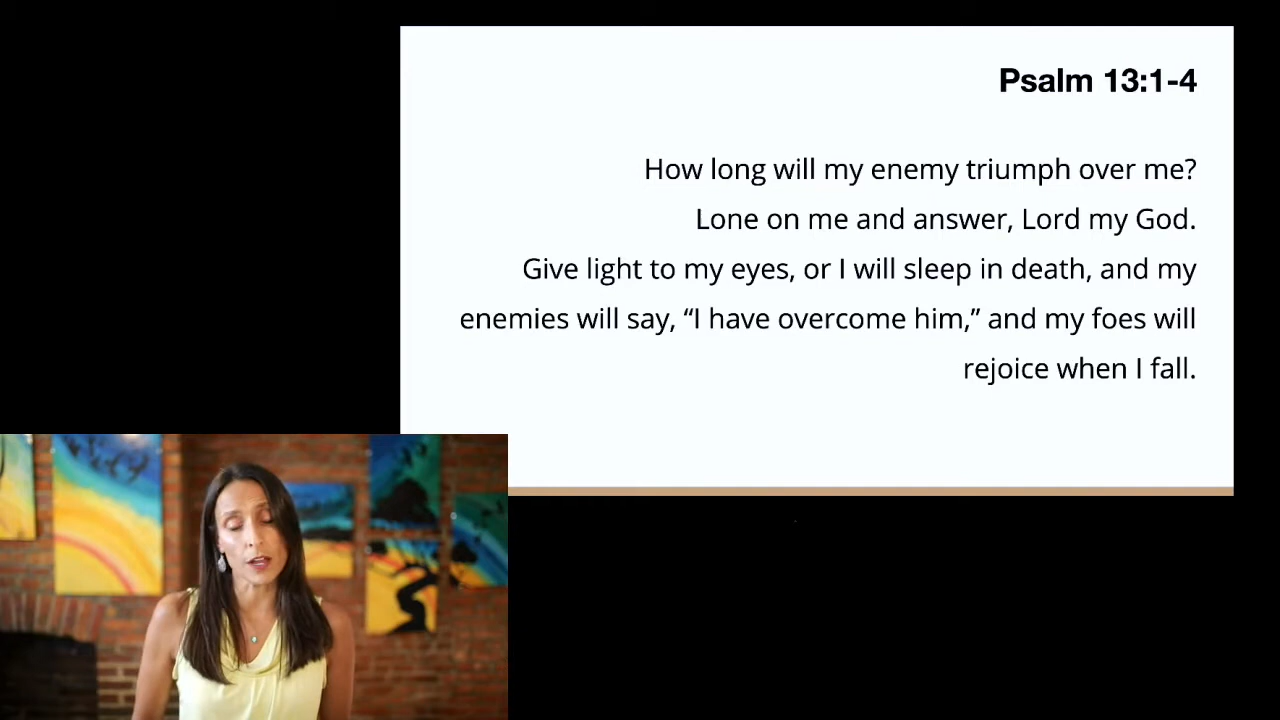 Psalm 13:1-4
How long will my enemy triumph over me?
Lone on me and answer, Lord my God.
Give light to my eyes, or I will sleep in death, and my
enemies will say, “I have overcome him,” and my foes will
rejoice when I fall.